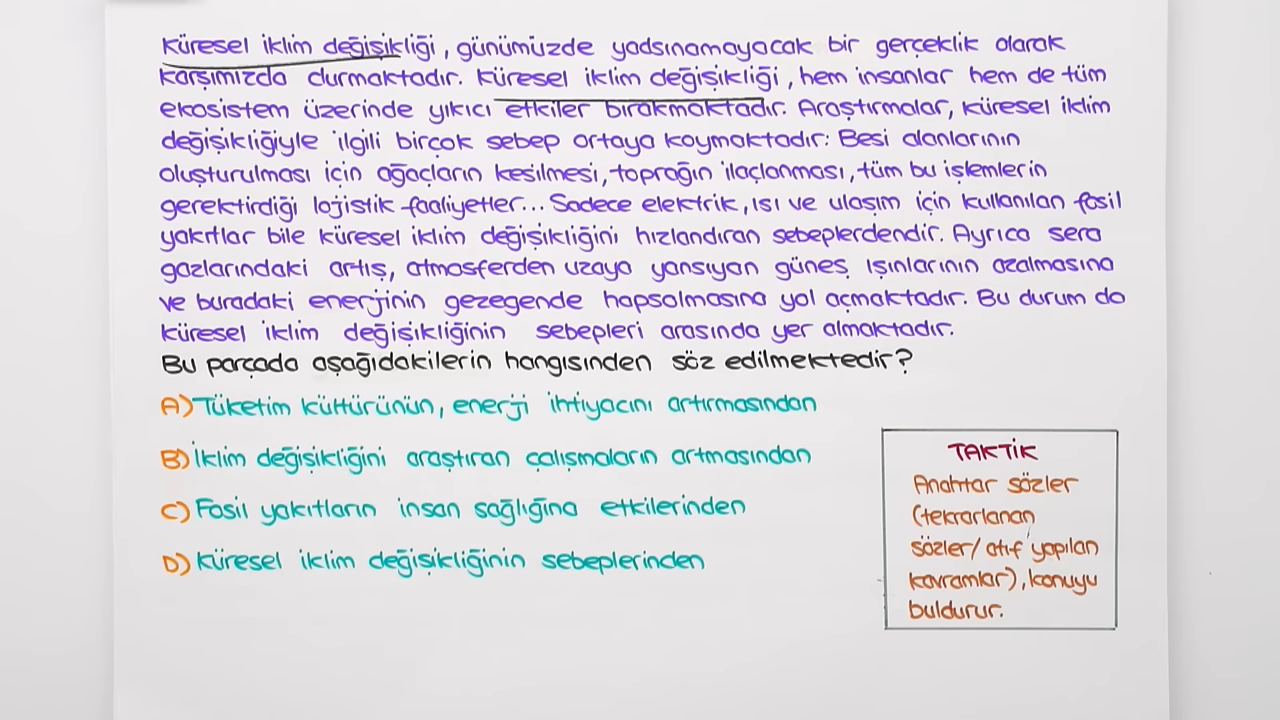 Küresel iklim değişikliği, günümüzde yadsınamayacak bir gerçeklik olarak
karşımızda durmaktadır. Küresel iklim değişikliği, hem insanlar hem de tüm
ekosistem üzerinde yıkıcı etkiler bırakmaktadır. Araştırmalar, küresel iklim
değişikliğiyle ilgili birçok sebep ortaya koymaktadır: Besi alanlarının
oluşturulması için ağaçların kesilmesi, toprağın ilaçlanması, tüm bu işlemlerin
gerektirdiği lojistik faaliyetler... Sadece elektrik, ısı ve ulaşım için kullanılan fosil
yakıtlar bile küresel iklim değişikliğini hızlandıran sebeplerdendir. Ayrıca sera
gazlarındaki artış, atmosferden uzaya yansıyan güneş ışınlarının azalmasına
ve buradaki enerjinin gezegende hapsolmasına yol açmaktadır. Bu durum da
küresel iklim değişikliğinin sebepleri arasında yer almaktadır.
Bu parçada aşağıdakilerin hangisinden söz edilmektedir?
A) Tüketim kültürünün, enerji ihtiyacını artırmasından
B) İklim değişikliğini araştıran çalışmaların artmasından
C) Fosil yakıtların insan sağlığına etkilerinden
D) Küresel iklim değişikliğinin sebeplerinden
TAKTİK
Anahtar sözler
(tekrarlanan
sözler/atıf yapılan
kavramlar), konuyu
buldurur.